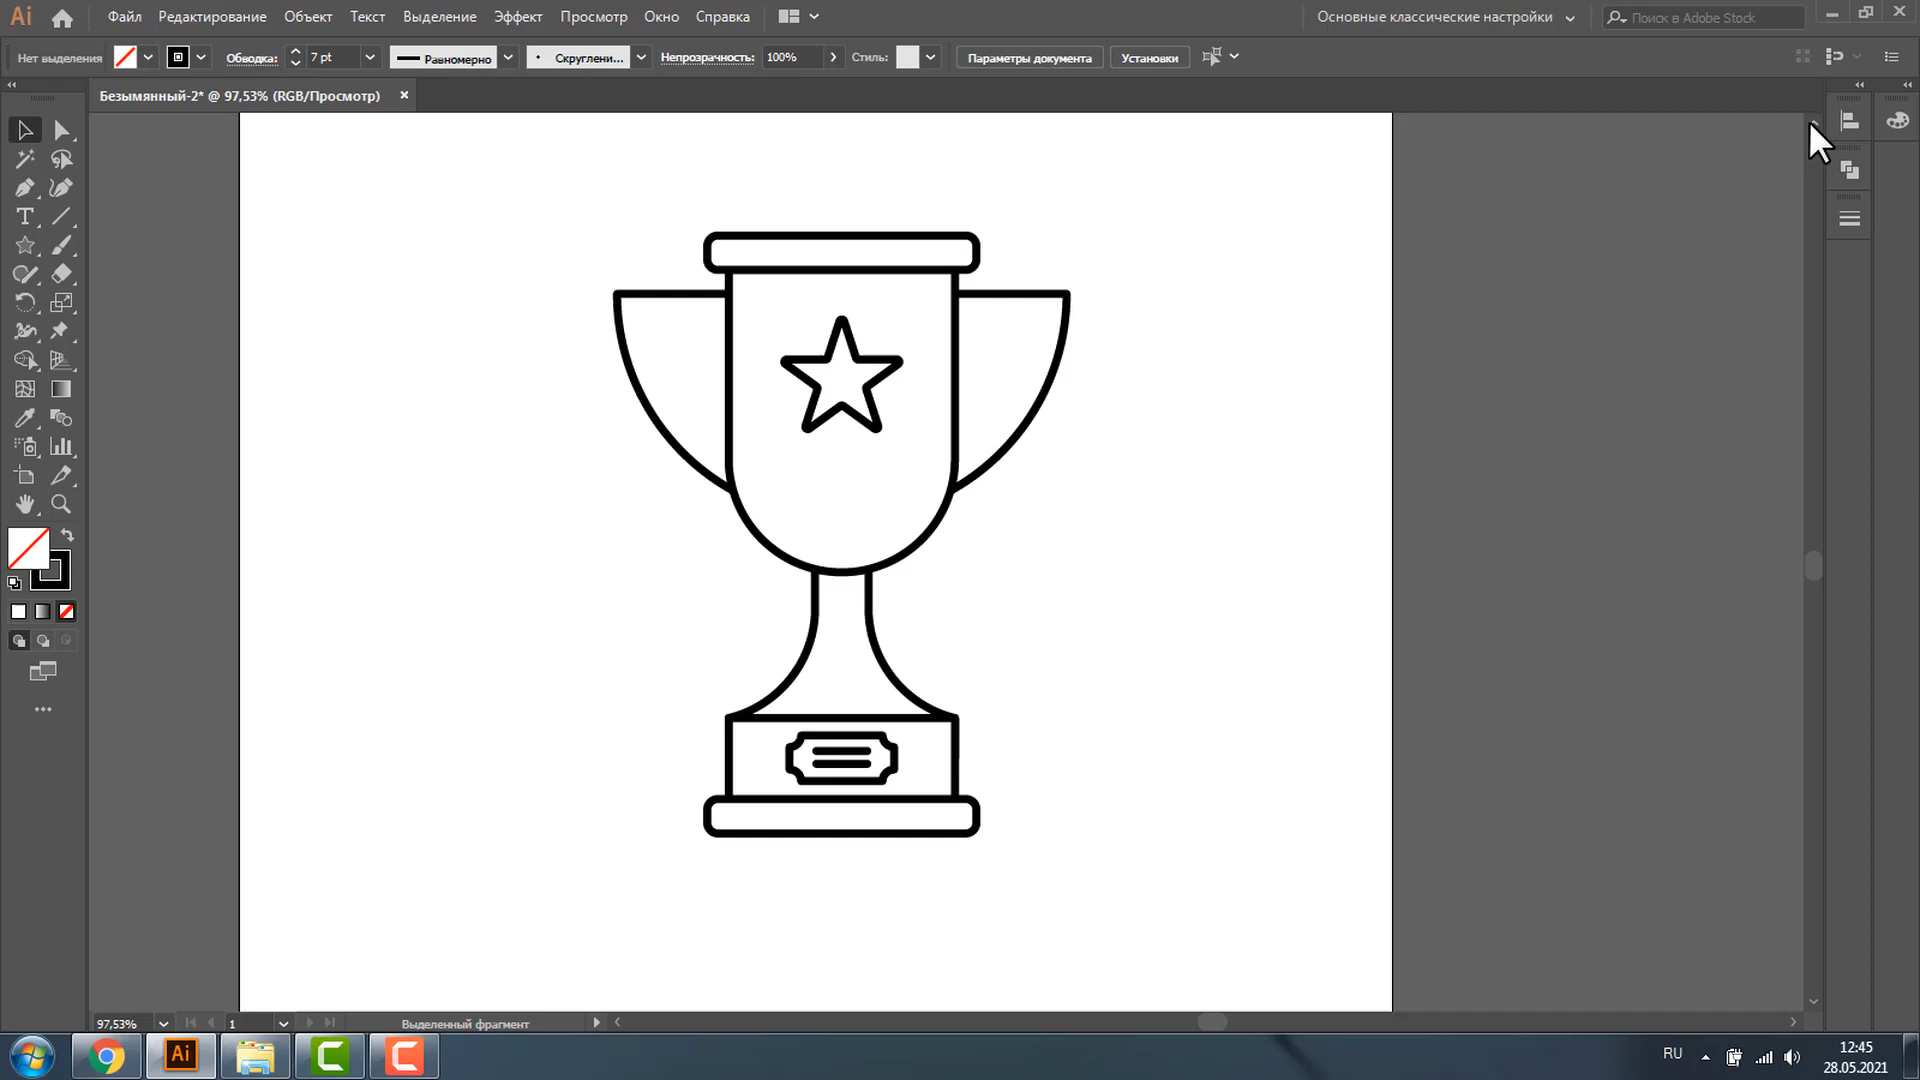 Ai Файл Редактирование Объект Текст Выделение Эффект Просмотр Окно Справка Основные классические настройки Поиск в Adobe Stock
Нет выделения Обводка: 7 pt Равномерно Скруглени... Непрозрачность: 100% Стиль: Параметры документа Установки
Безымянный-2* @ 97,53% (RGB/Просмотр)
97,53% 1 Выделенный фрагмент
Ai RU 12:45
28.05.2021